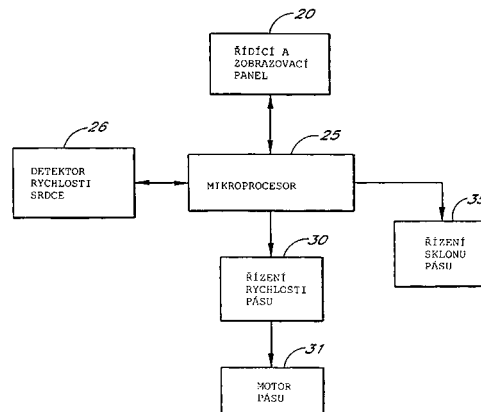 20
ŘÍDÍCÍ A
ZOBRAZOVACÍ
PANEL
26
DETEKTOR
RYCHLOSTI
SRDCE
25
MIKROPROCESOR
35
ŘÍZENÍ
SKLONU
PÁSU
30
ŘÍZENÍ
RYCHLOSTI
PÁSU
31
MOTOR
PÁSU